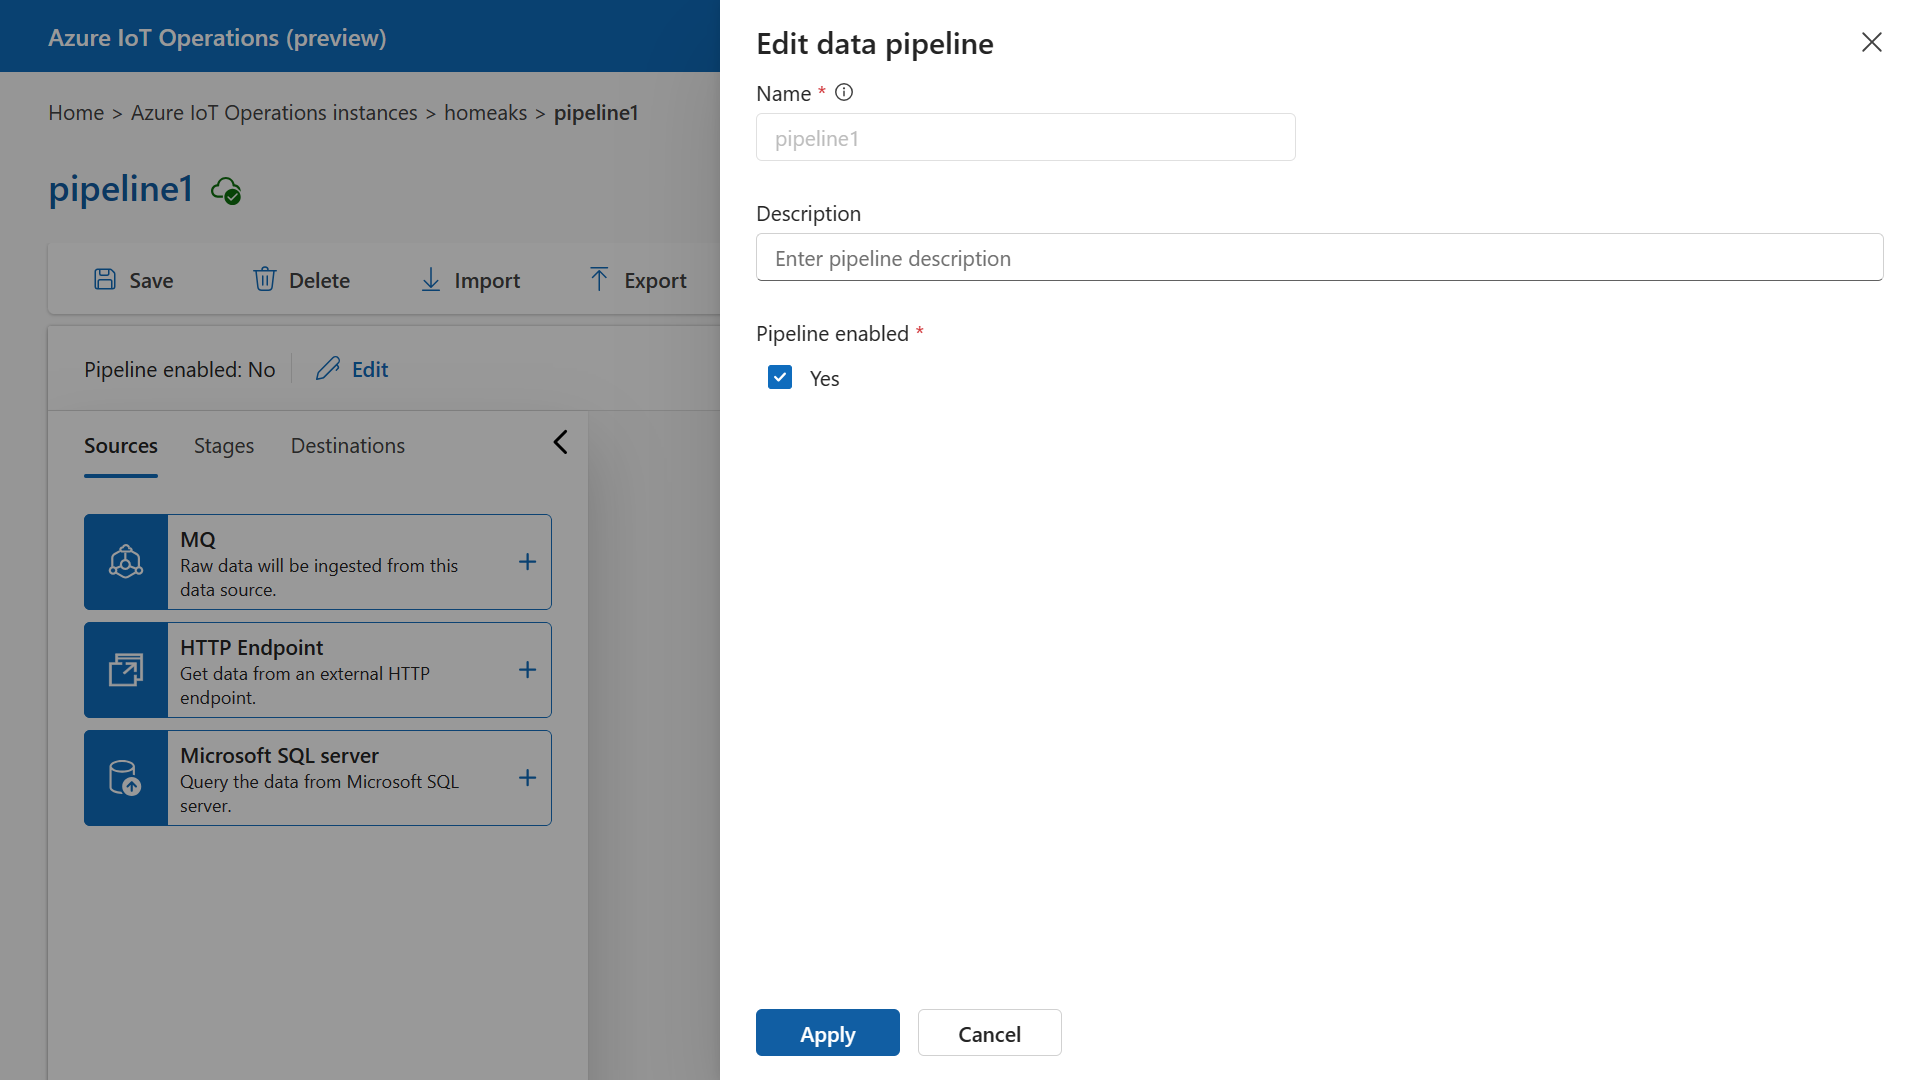 Azure IoT Operations (preview)
Home > Azure IoT Operations instances > homeaks > pipeline1
pipeline1
Save Delete Import Export
Pipeline enabled: No Edit
Sources Stages Destinations
MQ
Raw data will be ingested from this
data source.
HTTP Endpoint
Get data from an external HTTP
endpoint.
Microsoft SQL server
Query the data from Microsoft SQL
server.
Edit data pipeline
Name *
pipeline1
Description
Enter pipeline description
Pipeline enabled *
Yes
Apply Cancel